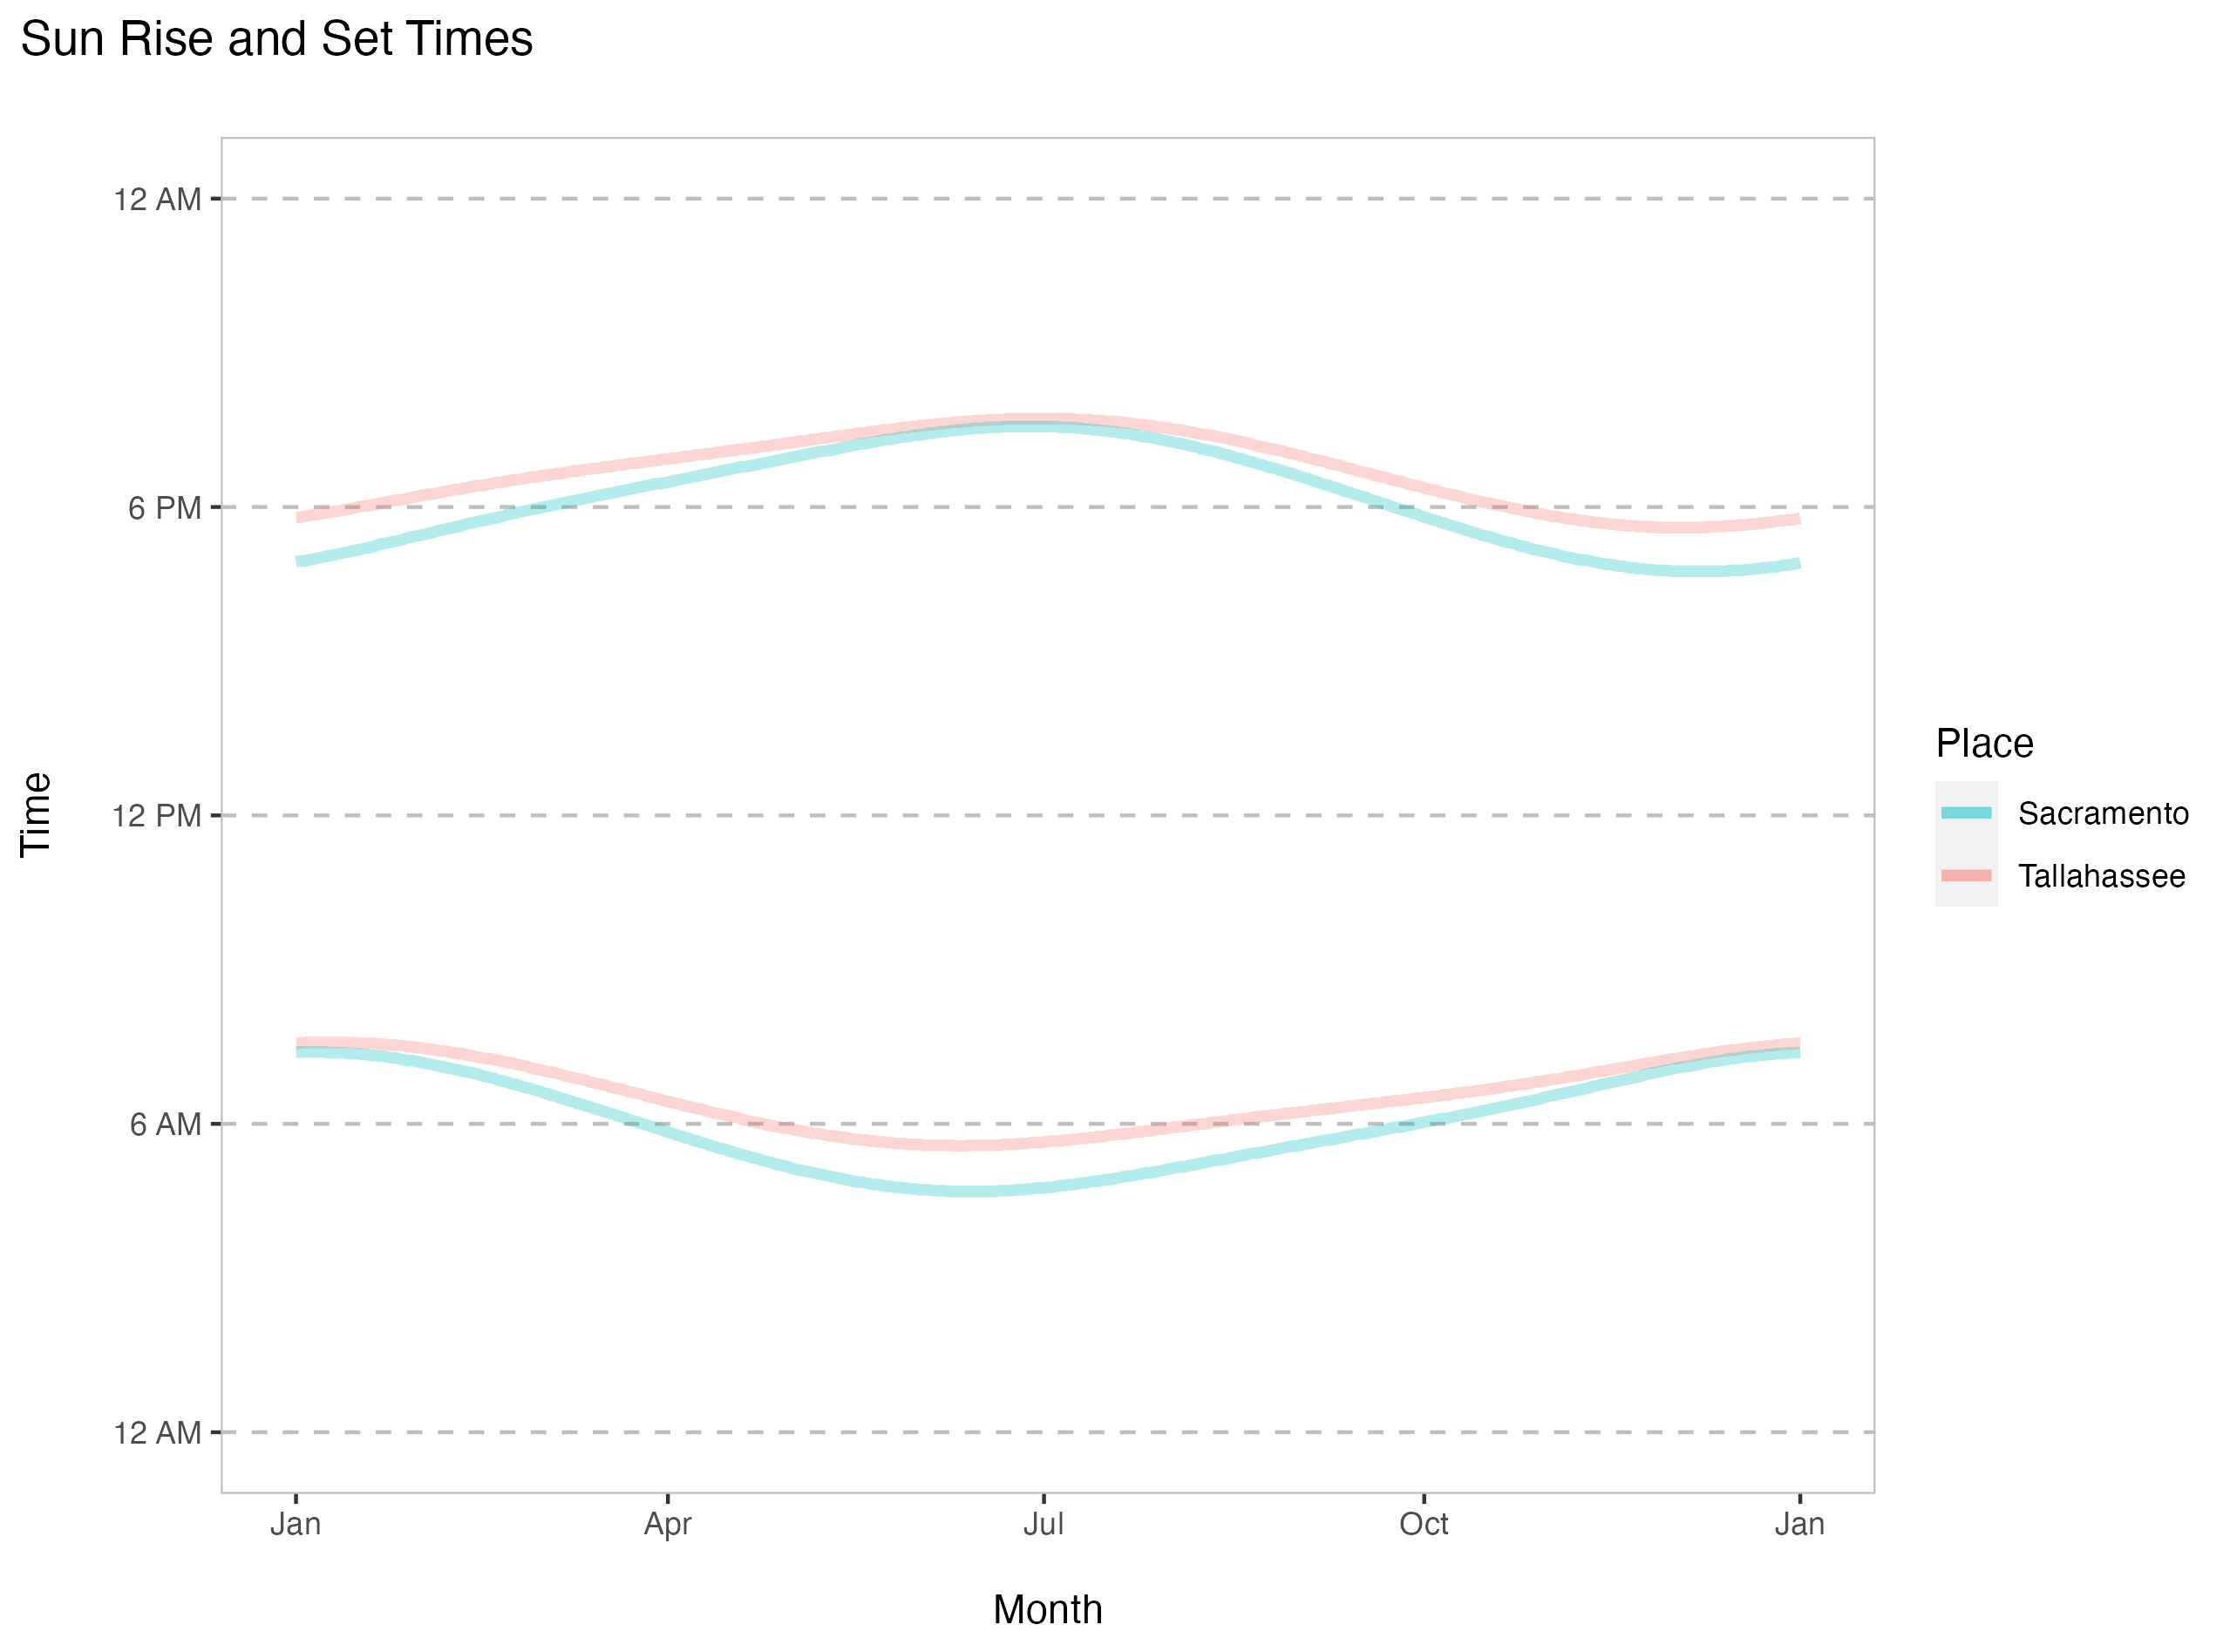 Sun Rise and Set Times
12 AM
6 PM
12 PM
6 AM
12 AM
Time
Jan Apr Jul Oct Jan
Month
Place
Sacramento
Tallahassee